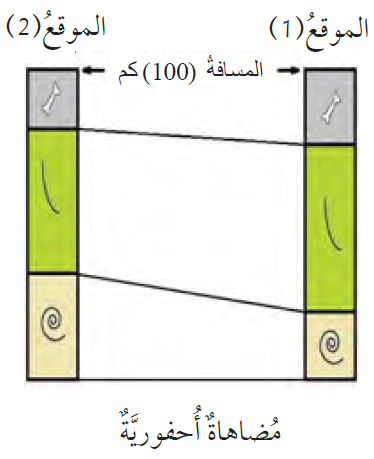 الموقعُ (1)
الموقعُ (2)
المسافةُ (100) كم
مُضاهاةٌ أُحفوريَّةٌ